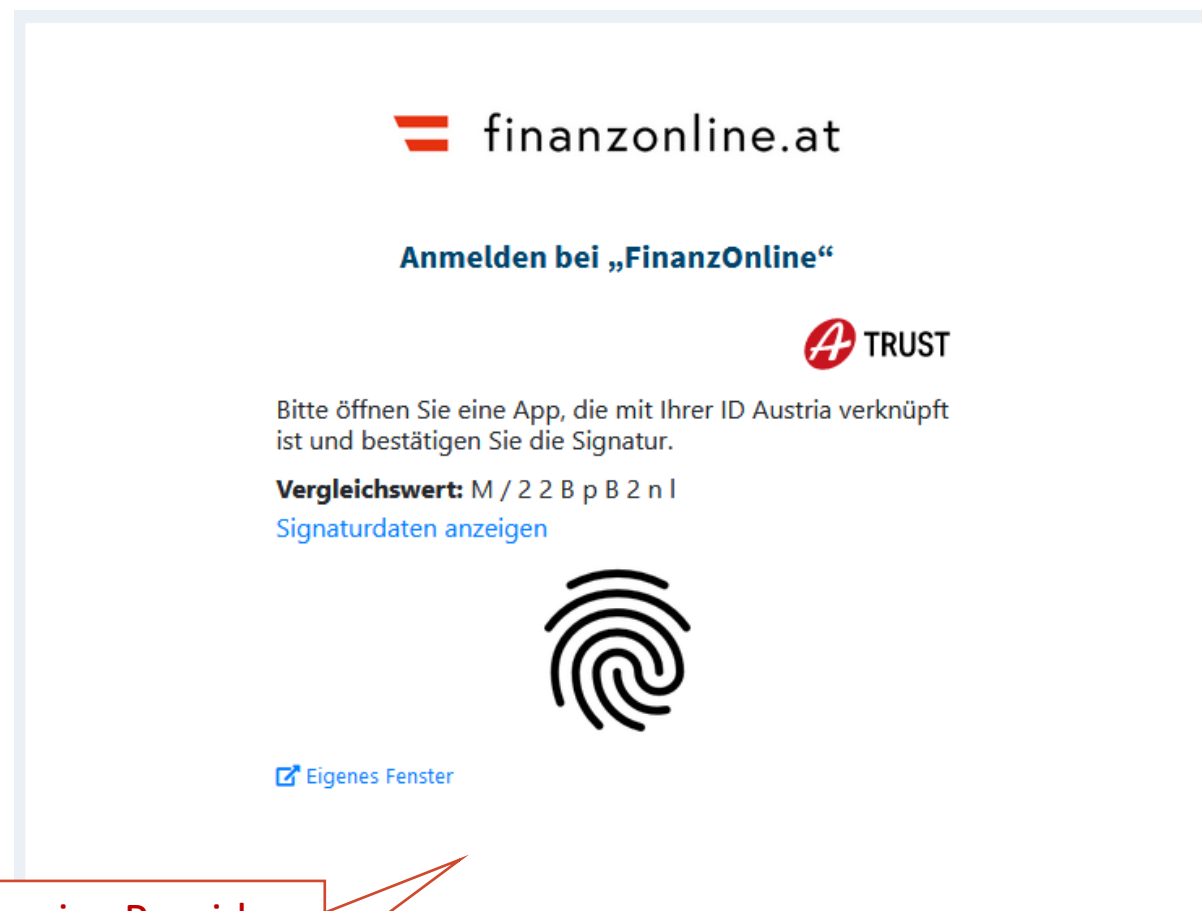 finanzonline.at
Anmelden bei „FinanzOnline“
A TRUST
Bitte öffnen Sie eine App, die mit Ihrer ID Austria verknüpft
ist und bestätigen Sie die Signatur.
Vergleichswert: M / 2 2 B p B 2 n l
Signaturdaten anzeigen
Eigenes Fenster